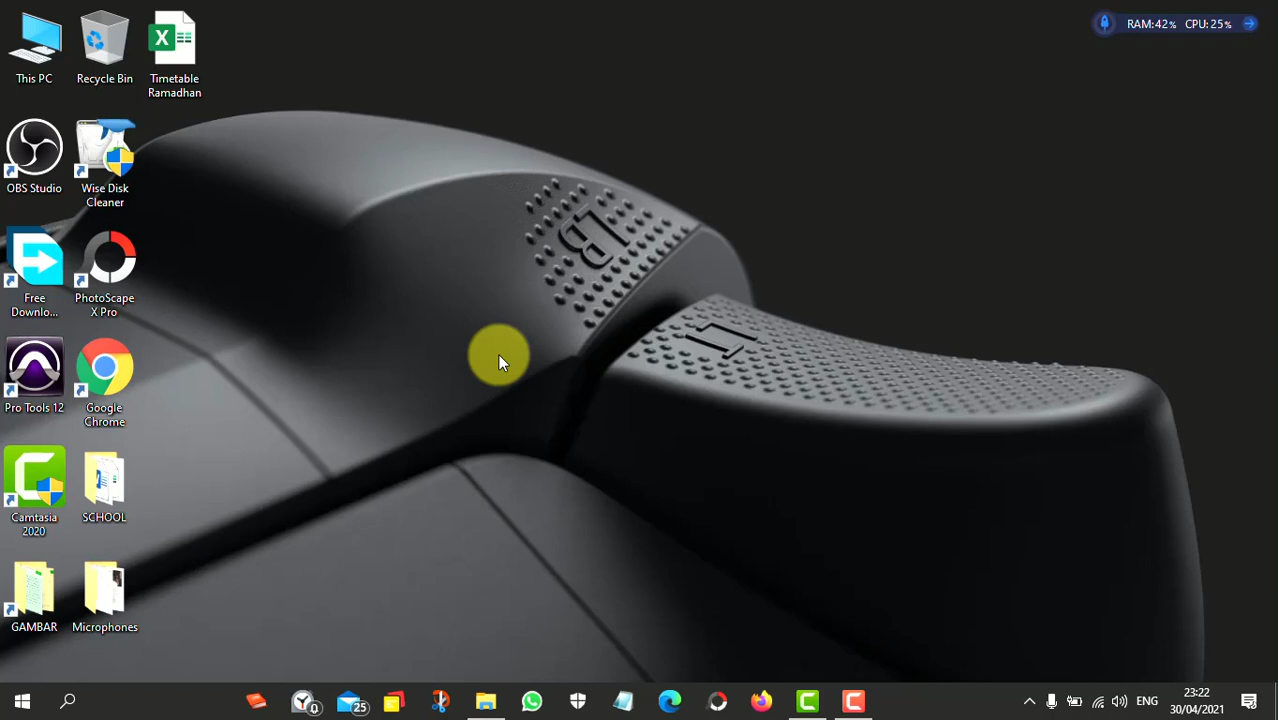 This PC
Recycle Bin
X
Timetable
Ramadhan
RAM:42% CPU:25%
OBS Studio
Wise Disk
Cleaner
LB
LT
Free
Downlo...
PhotoScape
X Pro
Pro Tools 12
Google
Chrome
Camtasia
2020
SCHOOL
GAMBAR
Microphones
0
25
ENG
23:22
30/04/2021